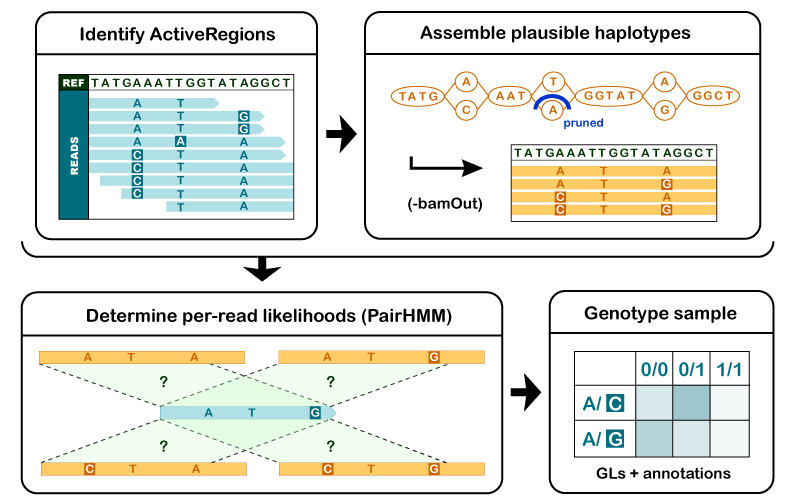 Identify ActiveRegions
REF TATGAAATTGGTATAGGCT
READS
A T
A T G
A T G
A A A
C T A
C T A
C T A
C T A
T A
Assemble plausible haplotypes
TATG A C AAT T A GGTAT A G GGCT
pruned
(-bamOut)
TATGAAATTGGTATAGGCT
A T A
A T G
C T A
C T G
Determine per-read likelihoods (PairHMM)
A T A A T G
? ?
A T G
? ?
C T A C T G
Genotype sample
0/0 0/1 1/1
A/ C
A/ G
GLs + annotations